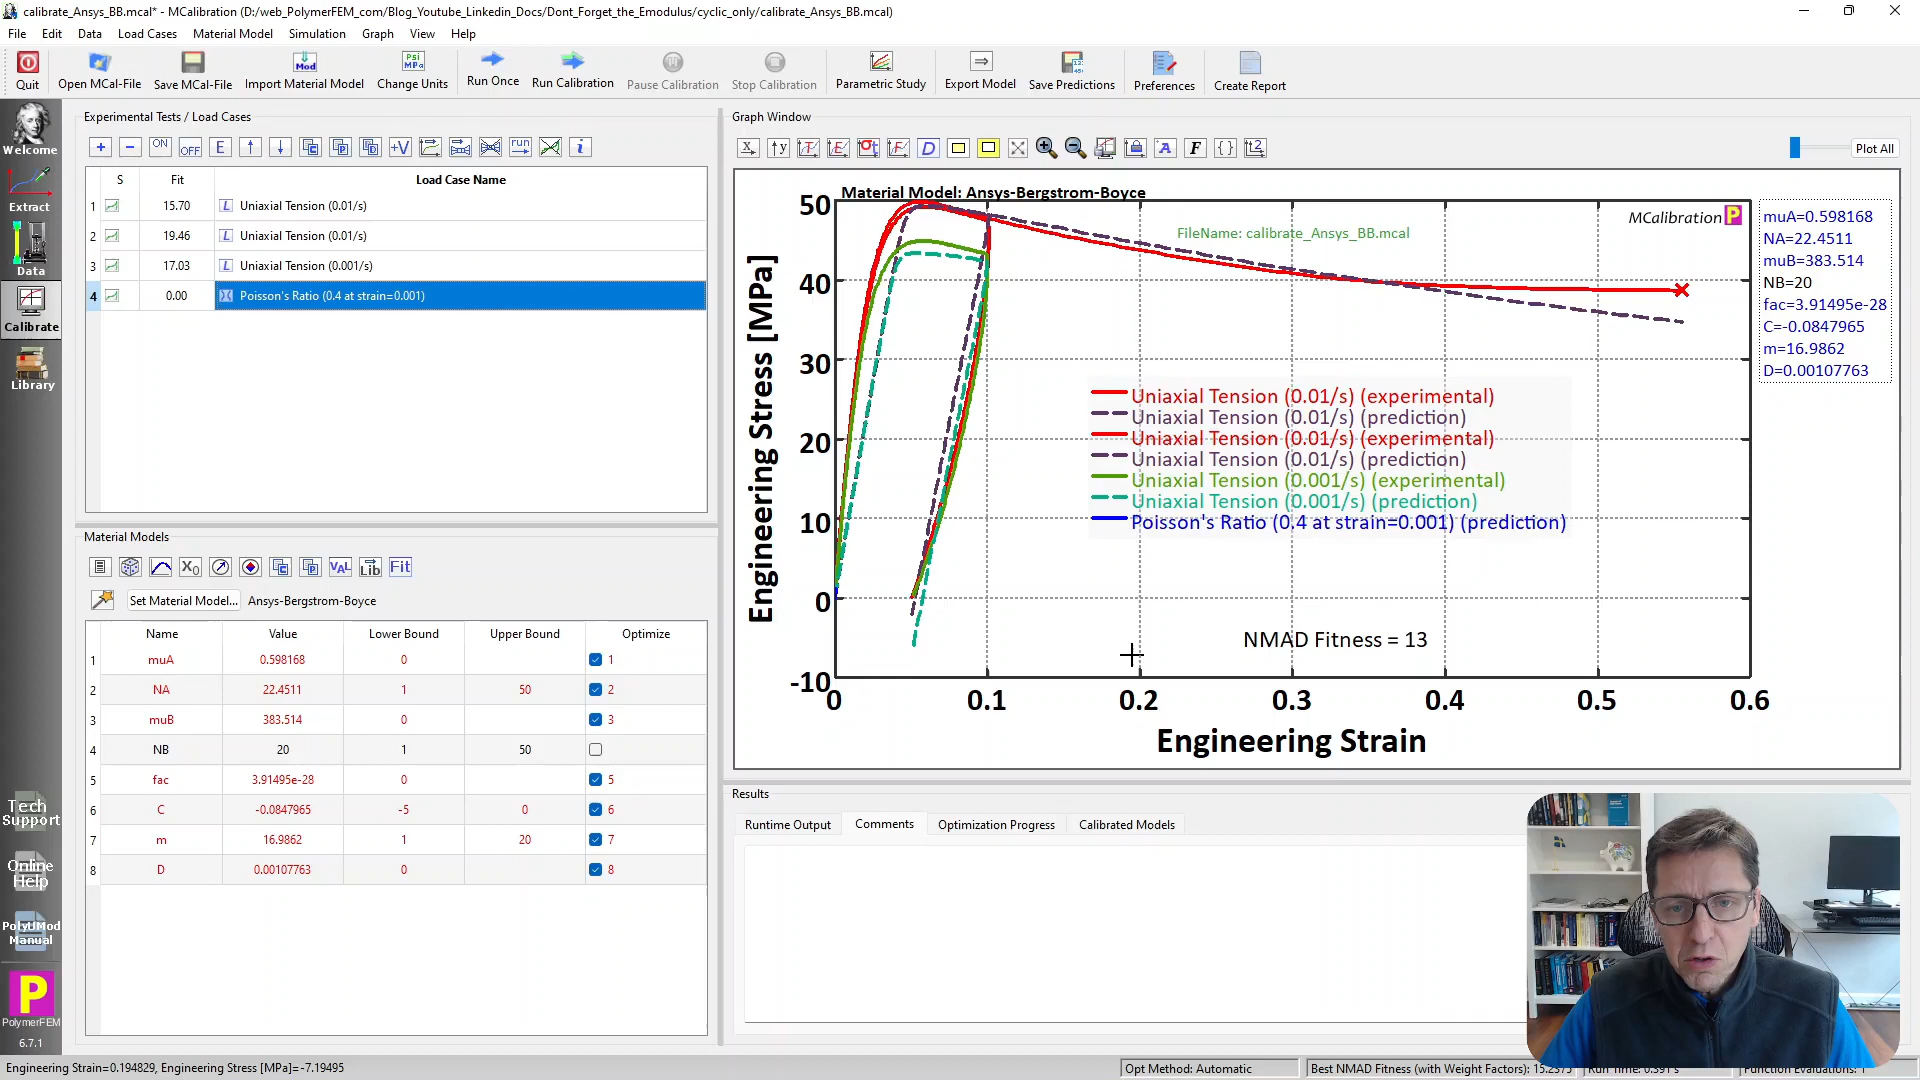 calibrate_Ansys_BB.mcal* - MCalibration (D:/web_PolymerFEM_com/Blog_Youtube_Linkedin_Docs/Dont_Forget_the_Emodulus/cyclic_only/calibrate_Ansys_BB.mcal)
File Edit Data Load Cases Material Model Simulation Graph View Help
Quit Open MCal-File Save MCal-File Import Material Model Change Units Run Once Run Calibration Pause Calibration Stop Calibration Parametric Study Export Model Save Predictions Preferences Create Report
Welcome
Extract
Data
Calibrate
Library
Tech
Support
Online
Help
PolyUMod
Manual
PolymerFEM
6.7.1
Experimental Tests / Load Cases
ON OFF E +V run i
S Fit Load Case Name
1 15.70 L Uniaxial Tension (0.01/s)
2 19.46 L Uniaxial Tension (0.01/s)
3 17.03 L Uniaxial Tension (0.001/s)
4 0.00 Poisson's Ratio (0.4 at strain=0.001)
Material Models
X0 VAL Lib Fit
Set Material Model... Ansys-Bergstrom-Boyce
Name Value Lower Bound Upper Bound Optimize
1 muA 0.598168 0 1
2 NA 22.4511 1 50 2
3 muB 383.514 0 3
4 NB 20 1 50
5 fac 3.91495e-28 0 5
6 C -0.0847965 -5 0 6
7 m 16.9862 1 20 7
8 D 0.00107763 0 8
Graph Window
Plot All
Material Model: Ansys-Bergstrom-Boyce
MCalibration P
FileName: calibrate_Ansys_BB.mcal
muA=0.598168
NA=22.4511
muB=383.514
NB=20
fac=3.91495e-28
C=-0.0847965
m=16.9862
D=0.00107763
Engineering Stress [MPa]
50
40
30
20
10
0
-10
Uniaxial Tension (0.01/s) (experimental)
Uniaxial Tension (0.01/s) (prediction)
Uniaxial Tension (0.01/s) (experimental)
Uniaxial Tension (0.01/s) (prediction)
Uniaxial Tension (0.001/s) (experimental)
Uniaxial Tension (0.001/s) (prediction)
Poisson's Ratio (0.4 at strain=0.001) (prediction)
NMAD Fitness = 13
0 0.1 0.2 0.3 0.4 0.5 0.6
Engineering Strain
Results
Runtime Output Comments Optimization Progress Calibrated Models
Engineering Strain=0.194829, Engineering Stress [MPa]=-7.19495
Opt Method: Automatic
Best NMAD Fitness (with Weight Factors): 15.2375